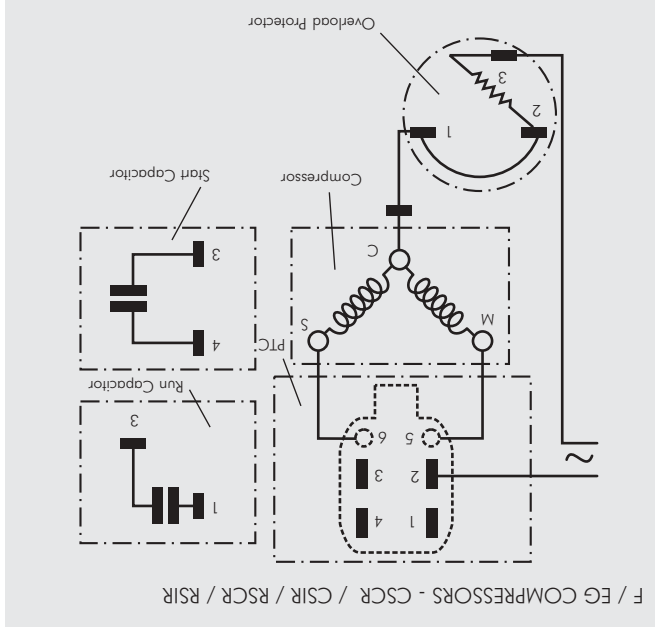 F / EG COMPRESSORS - CSCR / CSIR / RSCR / RSIR
1 4
1
2 3
~
5 6
3
Run Capacitor
PTC
4
M S
3
C
Compressor
Start Capacitor
1
2
3
Overload Protector